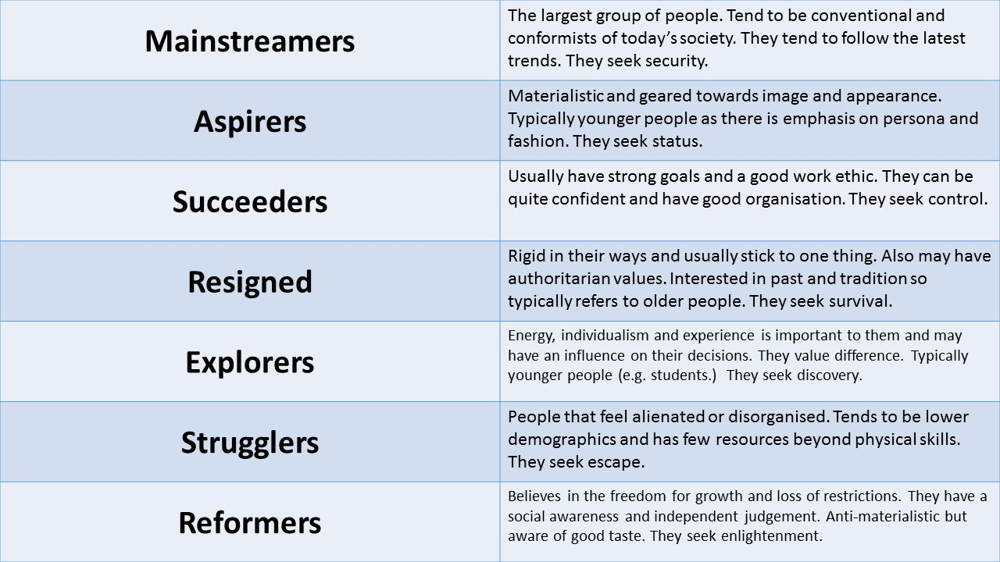 Mainstreamers
The largest group of people. Tend to be conventional and
conformists of today's society. They tend to follow the latest
trends. They seek security.
Aspirers
Materialistic and geared towards image and appearance.
Typically younger people as there is emphasis on persona and
fashion. They seek status.
Succeeders
Usually have strong goals and a good work ethic. They can be
quite confident and have good organisation. They seek control.
Resigned
Rigid in their ways and usually stick to one thing. Also may have
authoritarian values. Interested in past and tradition so
typically refers to older people. They seek survival.
Explorers
Energy, individualism and experience is important to them and may
have an influence on their decisions. They value difference. Typically
younger people (e.g. students.) They seek discovery.
Strugglers
People that feel alienated or disorganised. Tends to be lower
demographics and has few resources beyond physical skills.
They seek escape.
Reformers
Believes in the freedom for growth and loss of restrictions. They have a
social awareness and independent judgement. Anti-materialistic but
aware of good taste. They seek enlightenment.